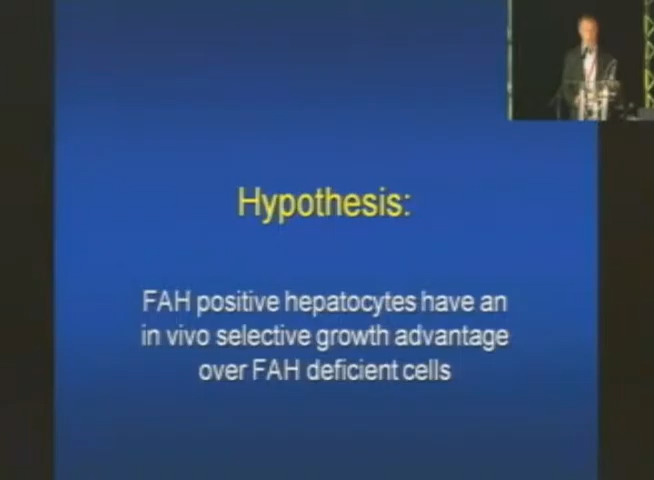 Hypothesis:
FAH positive hepatocytes have an
in vivo selective growth advantage
over FAH deficient cells